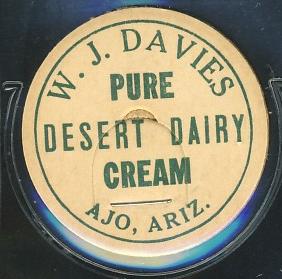 W. J. DAVIES
PURE
DESERT DAIRY
CREAM
AJO, ARIZ.